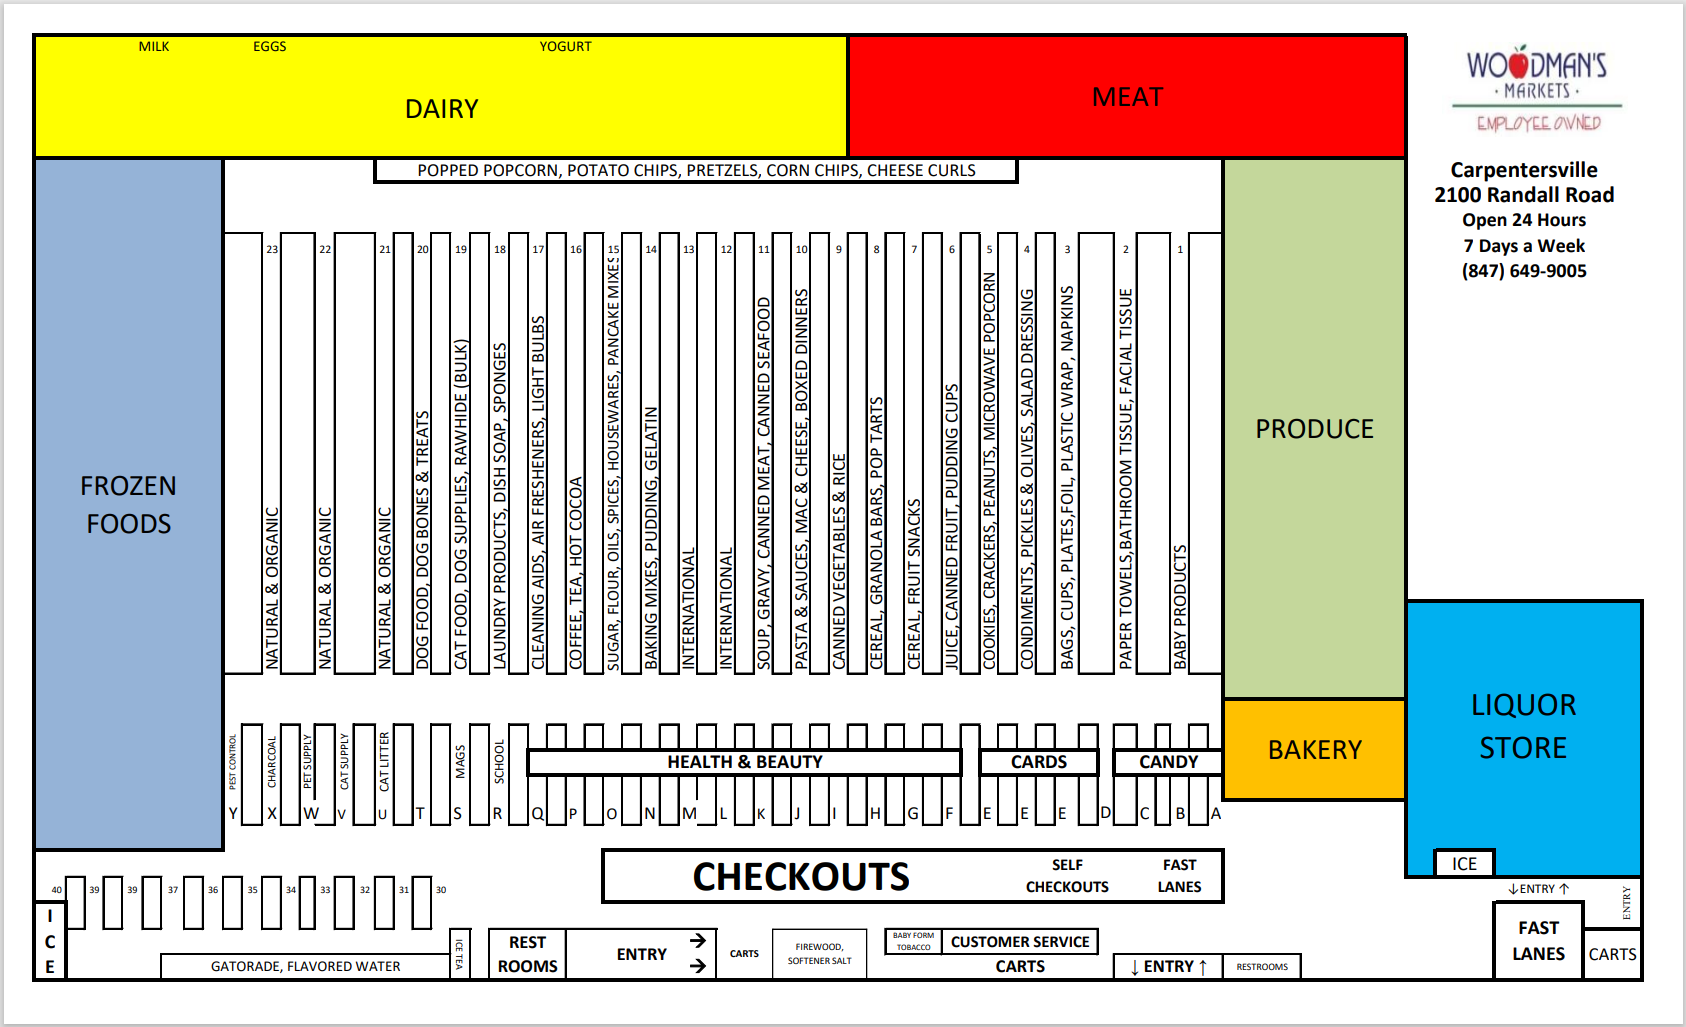 MILK EGGS YOGURT
DAIRY
MEAT
WOODMAN'S
· MARKETS ·
EMPLOYEE OWNED
Carpentersville
2100 Randall Road
Open 24 Hours
7 Days a Week
(847) 649-9005
POPPED POPCORN, POTATO CHIPS, PRETZELS, CORN CHIPS, CHEESE CURLS
FROZEN
FOODS
23 NATURAL & ORGANIC
22 NATURAL & ORGANIC
21 NATURAL & ORGANIC
20 DOG FOOD, DOG BONES & TREATS
19 CAT FOOD, DOG SUPPLIES, RAWHIDE (BULK)
18 LAUNDRY PRODUCTS, DISH SOAP, SPONGES
17 CLEANING AIDS, AIR FRESHENERS, LIGHT BULBS
16 COFFEE, TEA, HOT COCOA
15 SUGAR, FLOUR, OILS, SPICES, HOUSEWARES, PANCAKE MIXES
14 BAKING MIXES, PUDDING, GELATIN
13 INTERNATIONAL
12 INTERNATIONAL
11 SOUP, GRAVY, CANNED MEAT, CANNED SEAFOOD
10 PASTA & SAUCES, MAC & CHEESE, BOXED DINNERS
9 CANNED VEGETABLES & RICE
8 CEREAL, GRANOLA BARS, POP TARTS
7 CEREAL, FRUIT SNACKS
6 JUICE, CANNED FRUIT, PUDDING CUPS
5 COOKIES, CRACKERS, PEANUTS, MICROWAVE POPCORN
4 CONDIMENTS, PICKLES & OLIVES, SALAD DRESSING
3 BAGS, CUPS, PLATES,FOIL, PLASTIC WRAP, NAPKINS
2 PAPER TOWELS,BATHROOM TISSUE, FACIAL TISSUE
1 BABY PRODUCTS
PRODUCE
LIQUOR
STORE
BAKERY
PEST CONTROL
CHARCOAL
PET SUPPLY
CAT SUPPLY
CAT LITTER
MAGS
SCHOOL
HEALTH & BEAUTY
CARDS
CANDY
Y X W V U T S R Q P O N M L K J I H G F E E E D C B A
CHECKOUTS
SELF
CHECKOUTS
FAST
LANES
ICE
40 39 39 37 36 35 34 33 32 31 30
ICE
GATORADE, FLAVORED WATER
ICE TEA
REST
ROOMS
ENTRY → →
CARTS
FIREWOOD,
SOFTENER SALT
BABY FORM
TOBACCO
CUSTOMER SERVICE
CARTS
↓ ENTRY ↑
RESTROOMS
↓ ENTRY ↑
ENTRY
FAST
LANES
CARTS